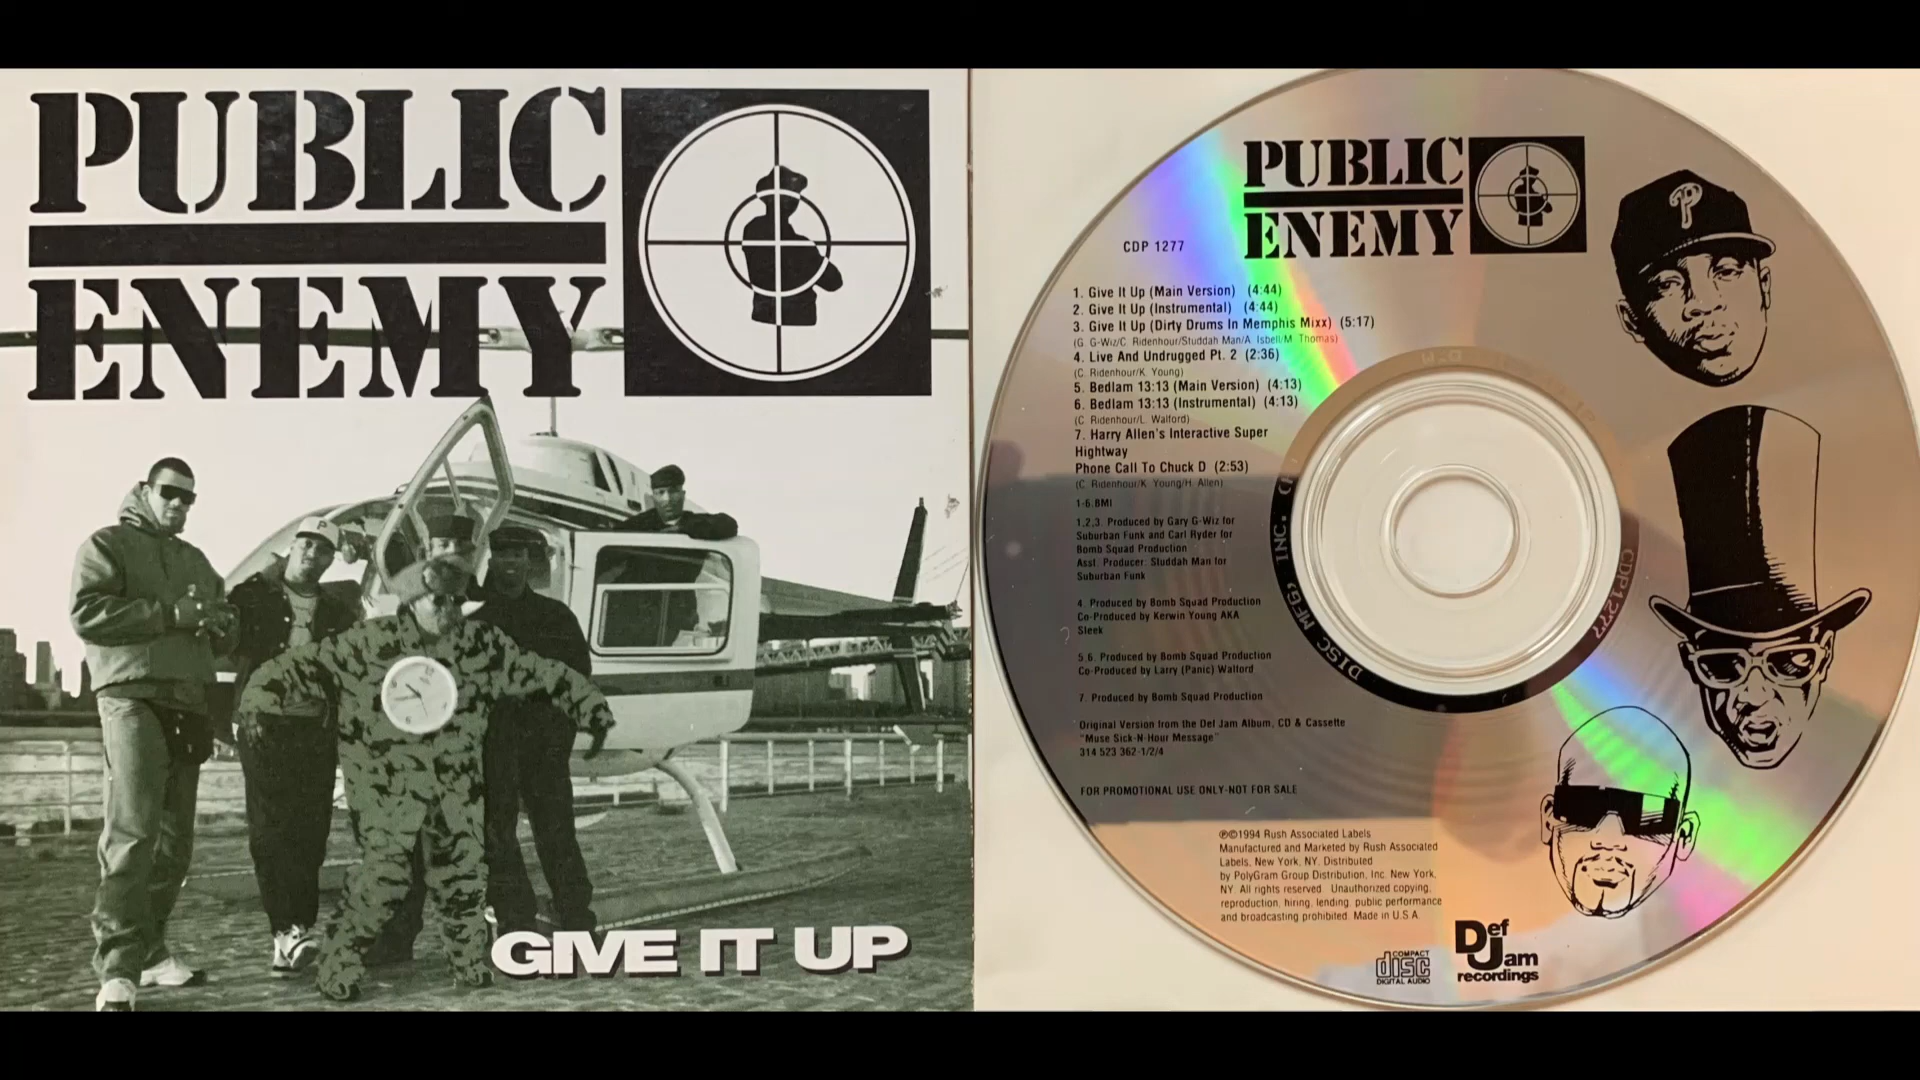 PUBLIC
ENEMY
GIVE IT UP
PUBLIC
ENEMY
CDP 1277
1. Give It Up (Main Version) (4:44)
2. Give It Up (Instrumental) (4:44)
3. Give It Up (Dirty Drums In Memphis Mixx) (5:17)
(G. G-Wiz/C. Ridenhour/Studdah Man/A. Isbell/M. Thomas)
4. Live And Undrugged Pt. 2 (2:36)
(C. Ridenhour/K. Young)
5. Bedlam 13:13 (Main Version) (4:13)
6. Bedlam 13:13 (Instrumental) (4:13)
(C. Ridenhour/L. Walford)
7. Harry Allen's Interactive Super
Hightway
Phone Call To Chuck D (2:53)
(C. Ridenhour/K. Young/H. Allen)
1-6.BMI
1,2,3. Produced by Gary G-Wiz for
Suburban Funk and Carl Ryder for
Bomb Squad Production
Asst. Producer: Studdah Man for
Suburban Funk
4. Produced by Bomb Squad Production
Co-Produced by Kerwin Young AKA
Sleek
5,6. Produced by Bomb Squad Production
Co-Produced by Larry (Panic) Walford
7. Produced by Bomb Squad Production
Original Version from the Def Jam Album, CD & Cassette
"Muse Sick-N-Hour Message"
314 523 362-1/2/4
FOR PROMOTIONAL USE ONLY-NOT FOR SALE
℗©1994 Rush Associated Labels
Manufactured and Marketed by Rush Associated
Labels, New York, NY. Distributed
by PolyGram Group Distribution, Inc. New York,
NY. All rights reserved. Unauthorized copying,
reproduction, hiring, lending, public performance
and broadcasting prohibited. Made in U.S.A.
COMPACT
disc
DIGITAL AUDIO
Def
Jam
recordings
P
DISC MFG, INC.
CDP1277